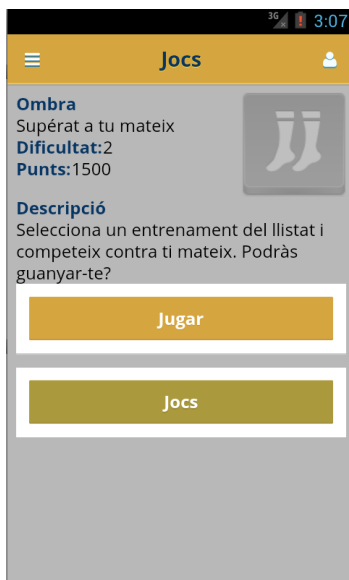 3G 3:07
Jocs
Ombra
Supérat a tu mateix
Dificultat:2
Punts:1500
Descripció
Selecciona un entrenament del llistat i
competeix contra ti mateix. Podràs
guanyar-te?
Jugar
Jocs